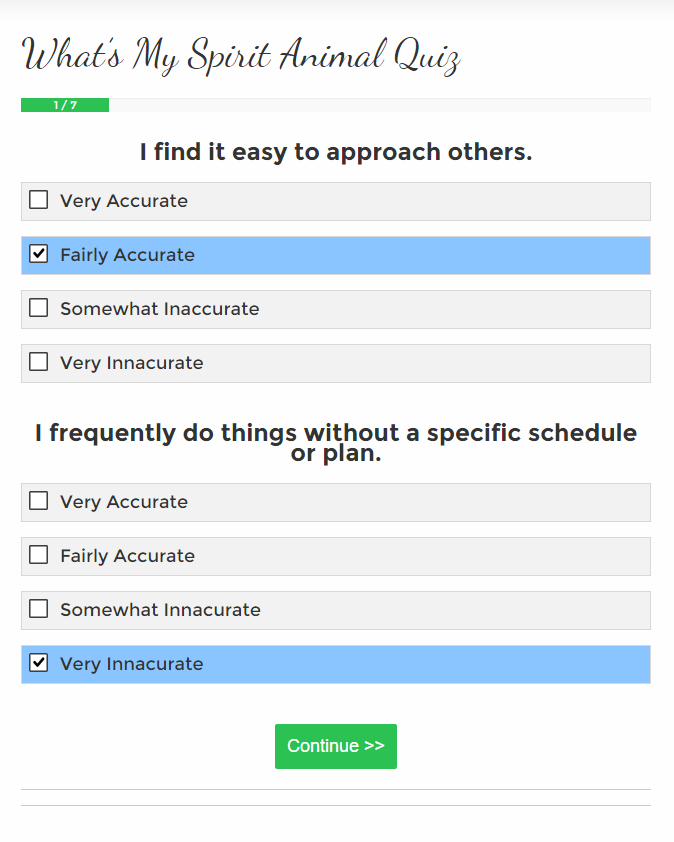 What's My Spirit Animal Quiz
1 / 7
I find it easy to approach others.
Very Accurate
Fairly Accurate
Somewhat Inaccurate
Very Innacurate
I frequently do things without a specific schedule
or plan.
Very Accurate
Fairly Accurate
Somewhat Innacurate
Very Innacurate
Continue >>